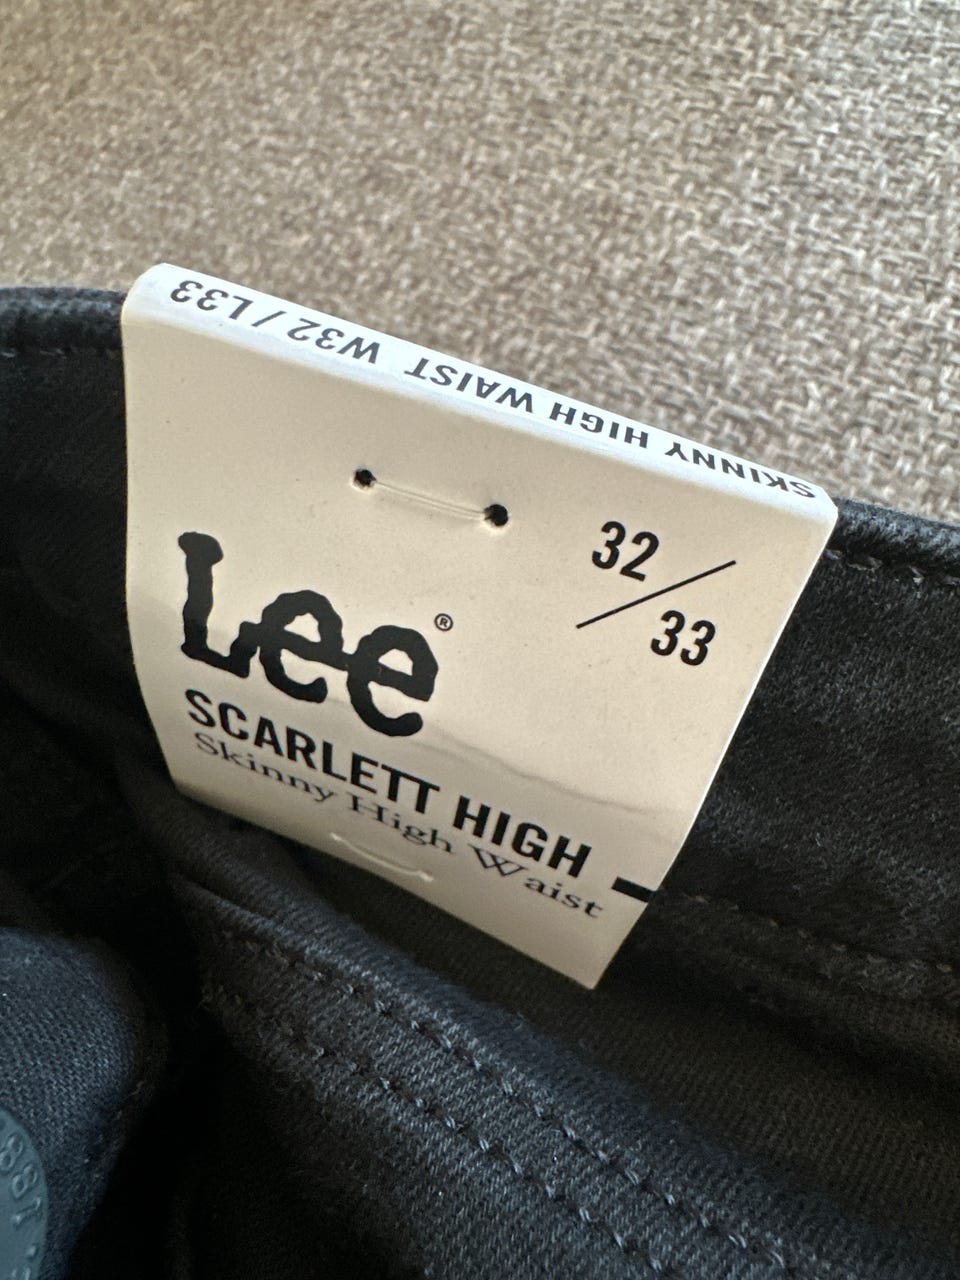 SKINNY HIGH WAIST W32 / L33
32
/
33
Lee®
SCARLETT HIGH
Skinny High Waist